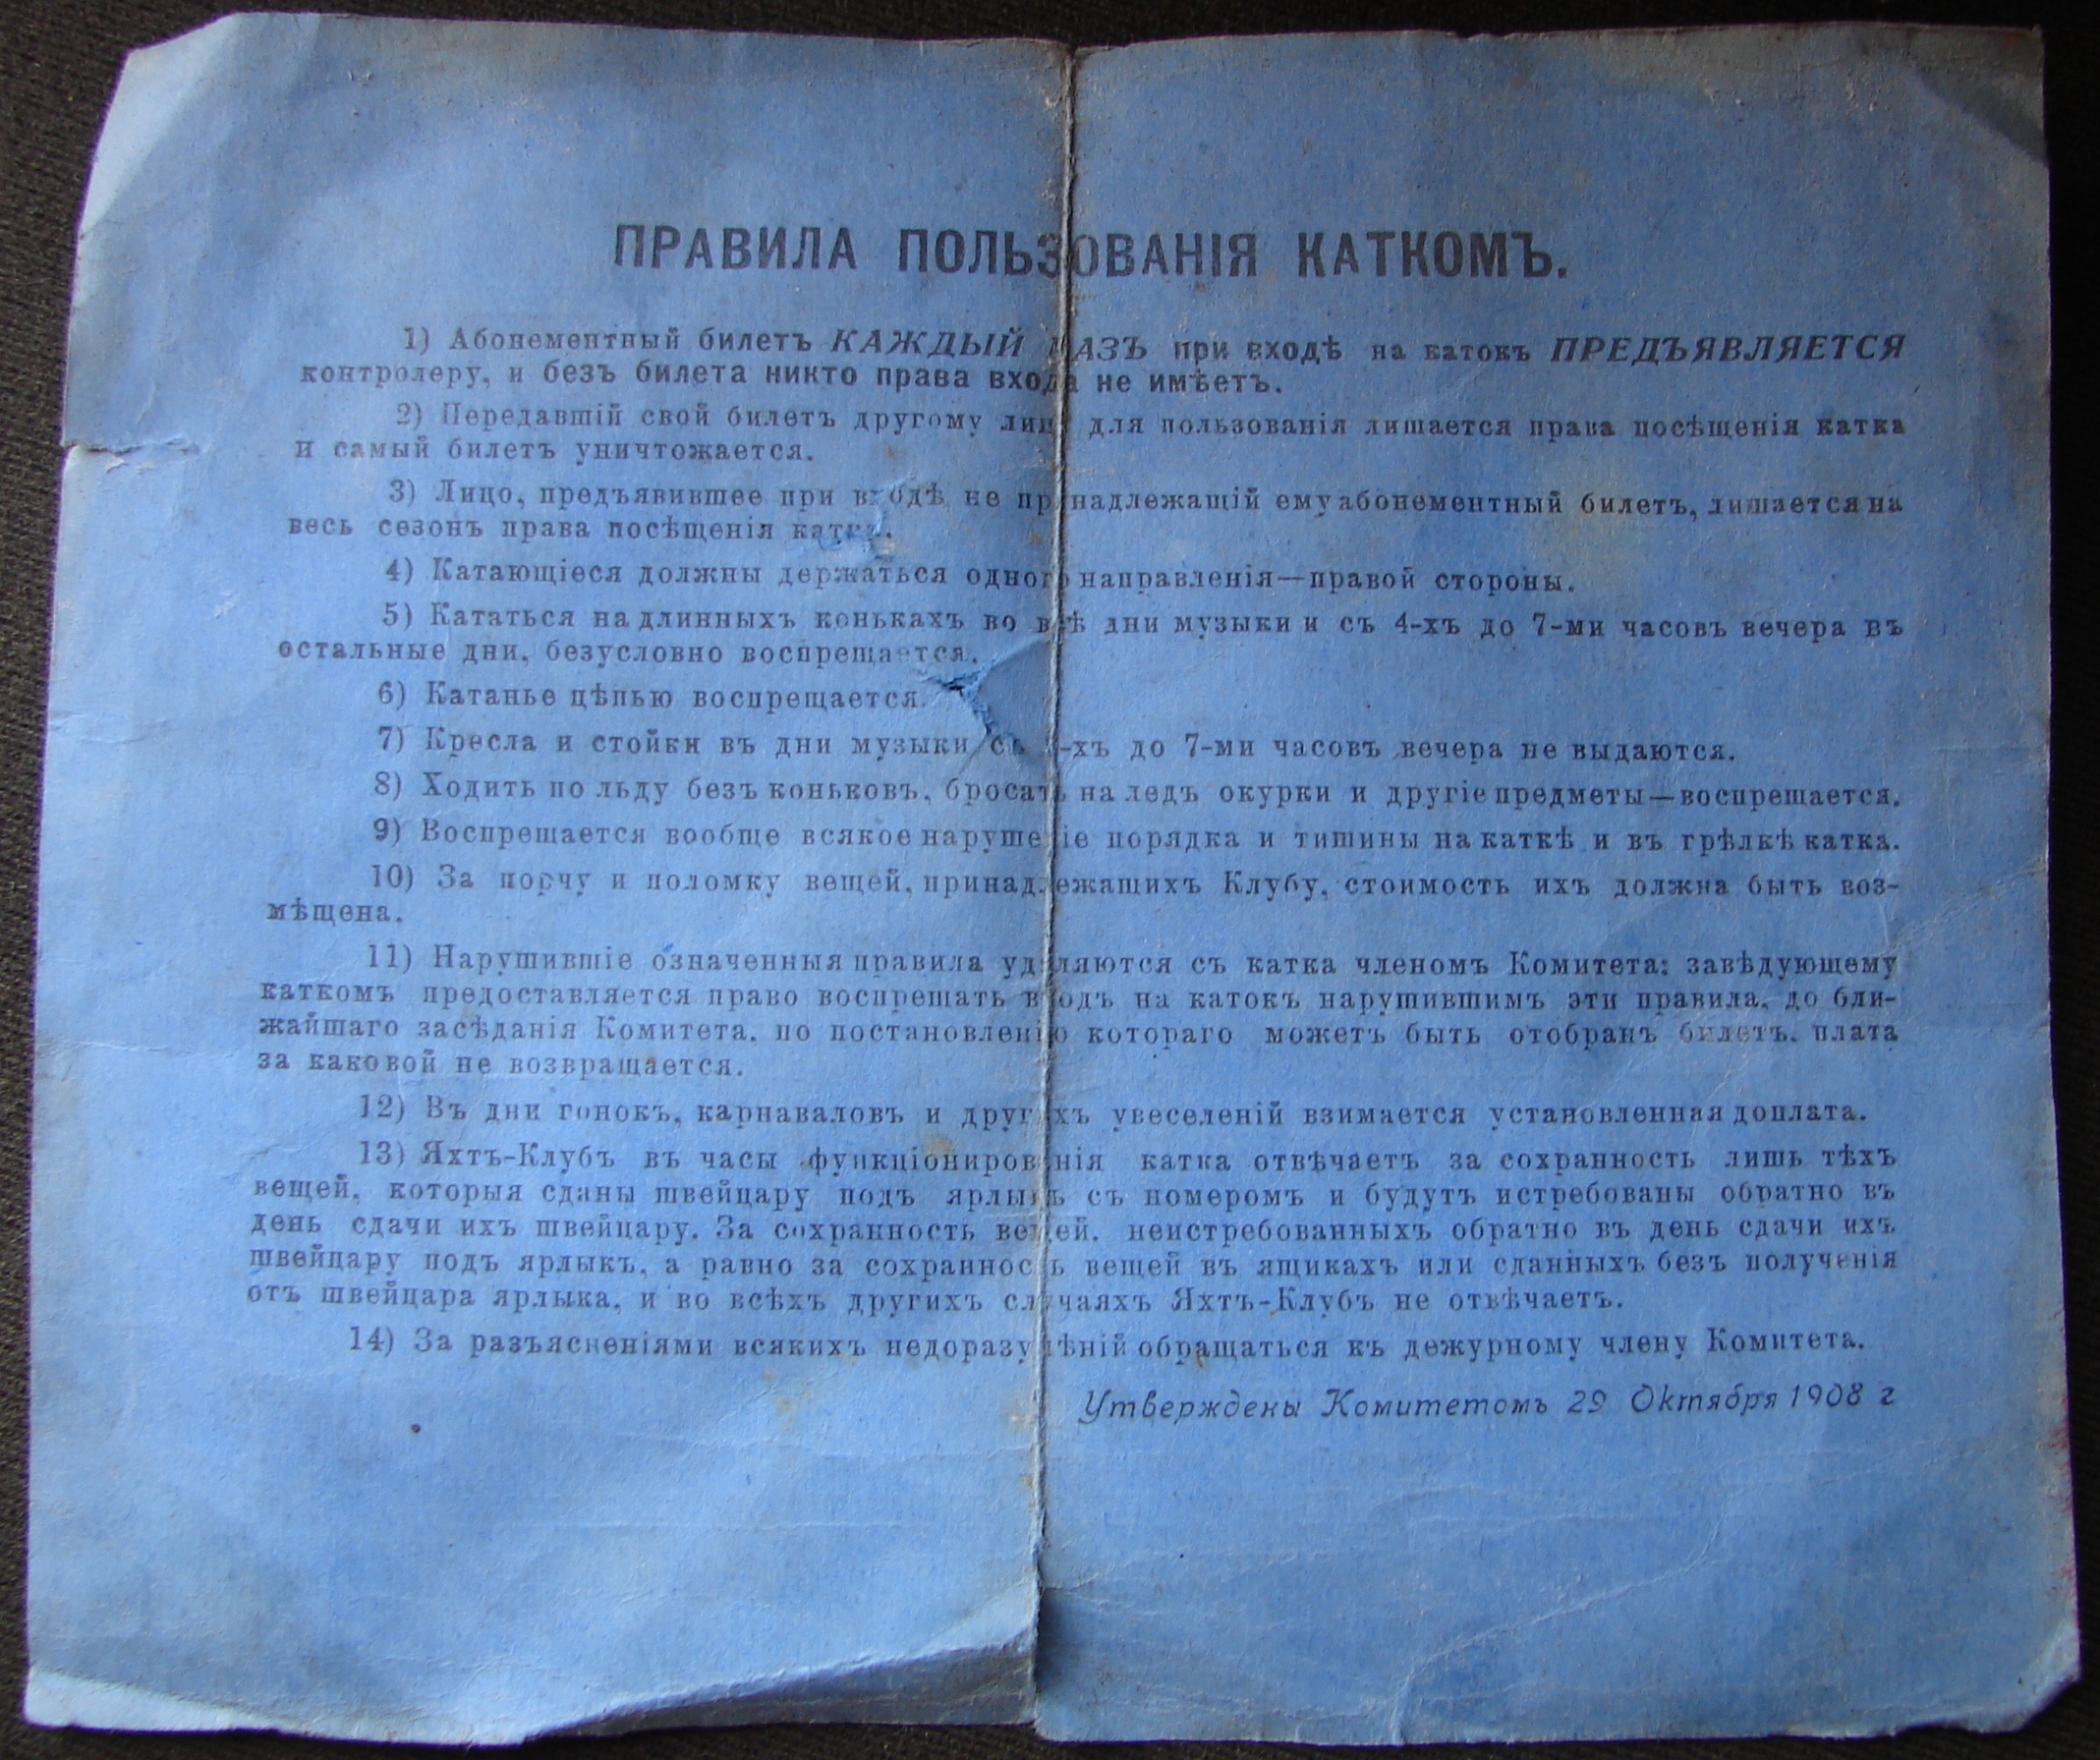 ПРАВИЛА ПОЛЬЗОВАНІЯ КАТКОМЪ.
1) Абонементный билетъ КАЖДЫЙ РАЗЪ при входѣ на катокъ ПРЕДЪЯВЛЯЕТСЯ
контролеру, и безъ билета никто права входа не имѣетъ.
2) Передавшій свой билетъ другому лицу для пользованія лишается права посѣщенія катка
и самый билетъ уничтожается.
3) Лицо, предъявившее при входѣ не принадлежащій ему абонементный билетъ, лишается на
весь сезонъ права посѣщенія катка.
4) Катающіеся должны держаться одного направленія—правой стороны.
5) Кататься на длинныхъ конькахъ во всѣ дни музыки и съ 4-хъ до 7-ми часовъ вечера въ
остальные дни, безусловно воспрещается.
6) Катанье цѣпью воспрещается.
7) Кресла и стойки въ дни музыки съ -хъ до 7-ми часовъ вечера не выдаются.
8) Ходить по льду безъ коньковъ, бросать на ледъ окурки и другіе предметы—воспрещается.
9) Воспрещается вообще всякое нарушеніе порядка и тишины на каткѣ и въ грѣлкѣ катка.
10) За порчу и поломку вещей, принадлежащихъ Клубу, стоимость ихъ должна быть воз-
мѣщена.
11) Нарушившіе означенныя правила удаляются съ катка членомъ Комитета: завѣдующему
каткомъ предоставляется право воспрещать входъ на катокъ нарушившимъ эти правила, до бли-
жайшаго засѣданія Комитета, по постановленію котораго можетъ быть отобранъ билетъ, плата
за каковой не возвращается.
12) Въ дни гонокъ, карнаваловъ и другихъ увеселеній взимается установленная доплата.
13) Яхтъ-Клубъ въ часы функціонированія катка отвѣчаетъ за сохранность лишь тѣхъ
вещей, которыя сданы швейцару подъ ярлыкъ съ номеромъ и будутъ истребованы обратно въ
день сдачи ихъ швейцару. За сохранность вещей, неистребованныхъ обратно въ день сдачи ихъ
швейцару подъ ярлыкъ, а равно за сохранность вещей въ ящикахъ или сданныхъ безъ полученія
отъ швейцара ярлыка, и во всѣхъ другихъ случаяхъ Яхтъ-Клубъ не отвѣчаетъ.
14) За разъясненіями всякихъ недоразумѣній обращаться къ дежурному члену Комитета.
Утверждены Комитетомъ 29 Октября 1908 г